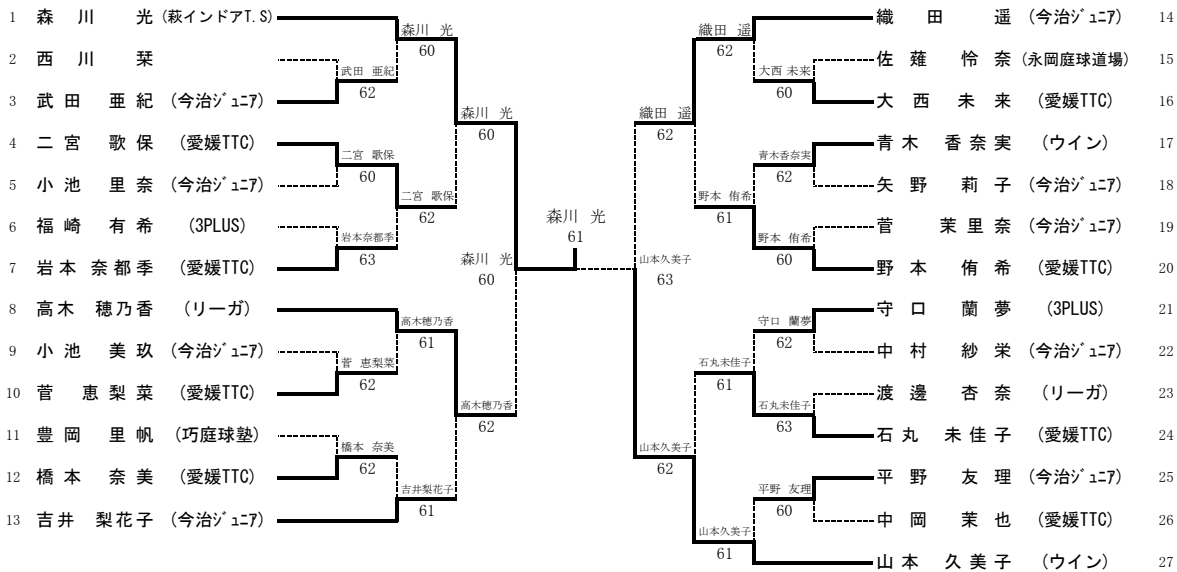 1 森川 光 (萩インドアT.S)
2 西川 栞
3 武田 亜紀 (今治ジュニア)
4 二宮 歌保 (愛媛TTC)
5 小池 里奈 (今治ジュニア)
6 福崎 有希 (3PLUS)
7 岩本 奈都季 (愛媛TTC)
8 高木 穂乃香 (リーガ)
9 小池 美玖 (今治ジュニア)
10 菅 恵梨菜 (愛媛TTC)
11 豊岡 里帆 (巧庭球塾)
12 橋本 奈美 (愛媛TTC)
13 吉井 梨花子 (今治ジュニア)
武田 亜紀
62
二宮 歌保
60
岩本奈都季
63
菅 恵梨菜
62
橋本 奈美
62
森川 光
60
二宮 歌保
62
高木穂乃香
61
吉井梨花子
61
森川 光
60
高木穂乃香
62
森川 光
60
森川 光
61
山本久美子
63
織田 遥
62
山本久美子
62
織田 遥
62
野本 侑希
61
石丸未佳子
61
山本久美子
61
大西 未来
60
青木香奈実
62
野本 侑希
60
守口 蘭夢
62
石丸未佳子
63
平野 友理
60
織田 遥 (今治ジュニア) 14
佐薙 怜奈 (永岡庭球道場) 15
大西 未来 (愛媛TTC) 16
青木 香奈実 (ウイン) 17
矢野 莉子 (今治ジュニア) 18
菅 茉里奈 (今治ジュニア) 19
野本 侑希 (愛媛TTC) 20
守口 蘭夢 (3PLUS) 21
中村 紗栄 (今治ジュニア) 22
渡邊 杏奈 (リーガ) 23
石丸 未佳子 (愛媛TTC) 24
平野 友理 (今治ジュニア) 25
中岡 茉也 (愛媛TTC) 26
山本 久美子 (ウイン) 27